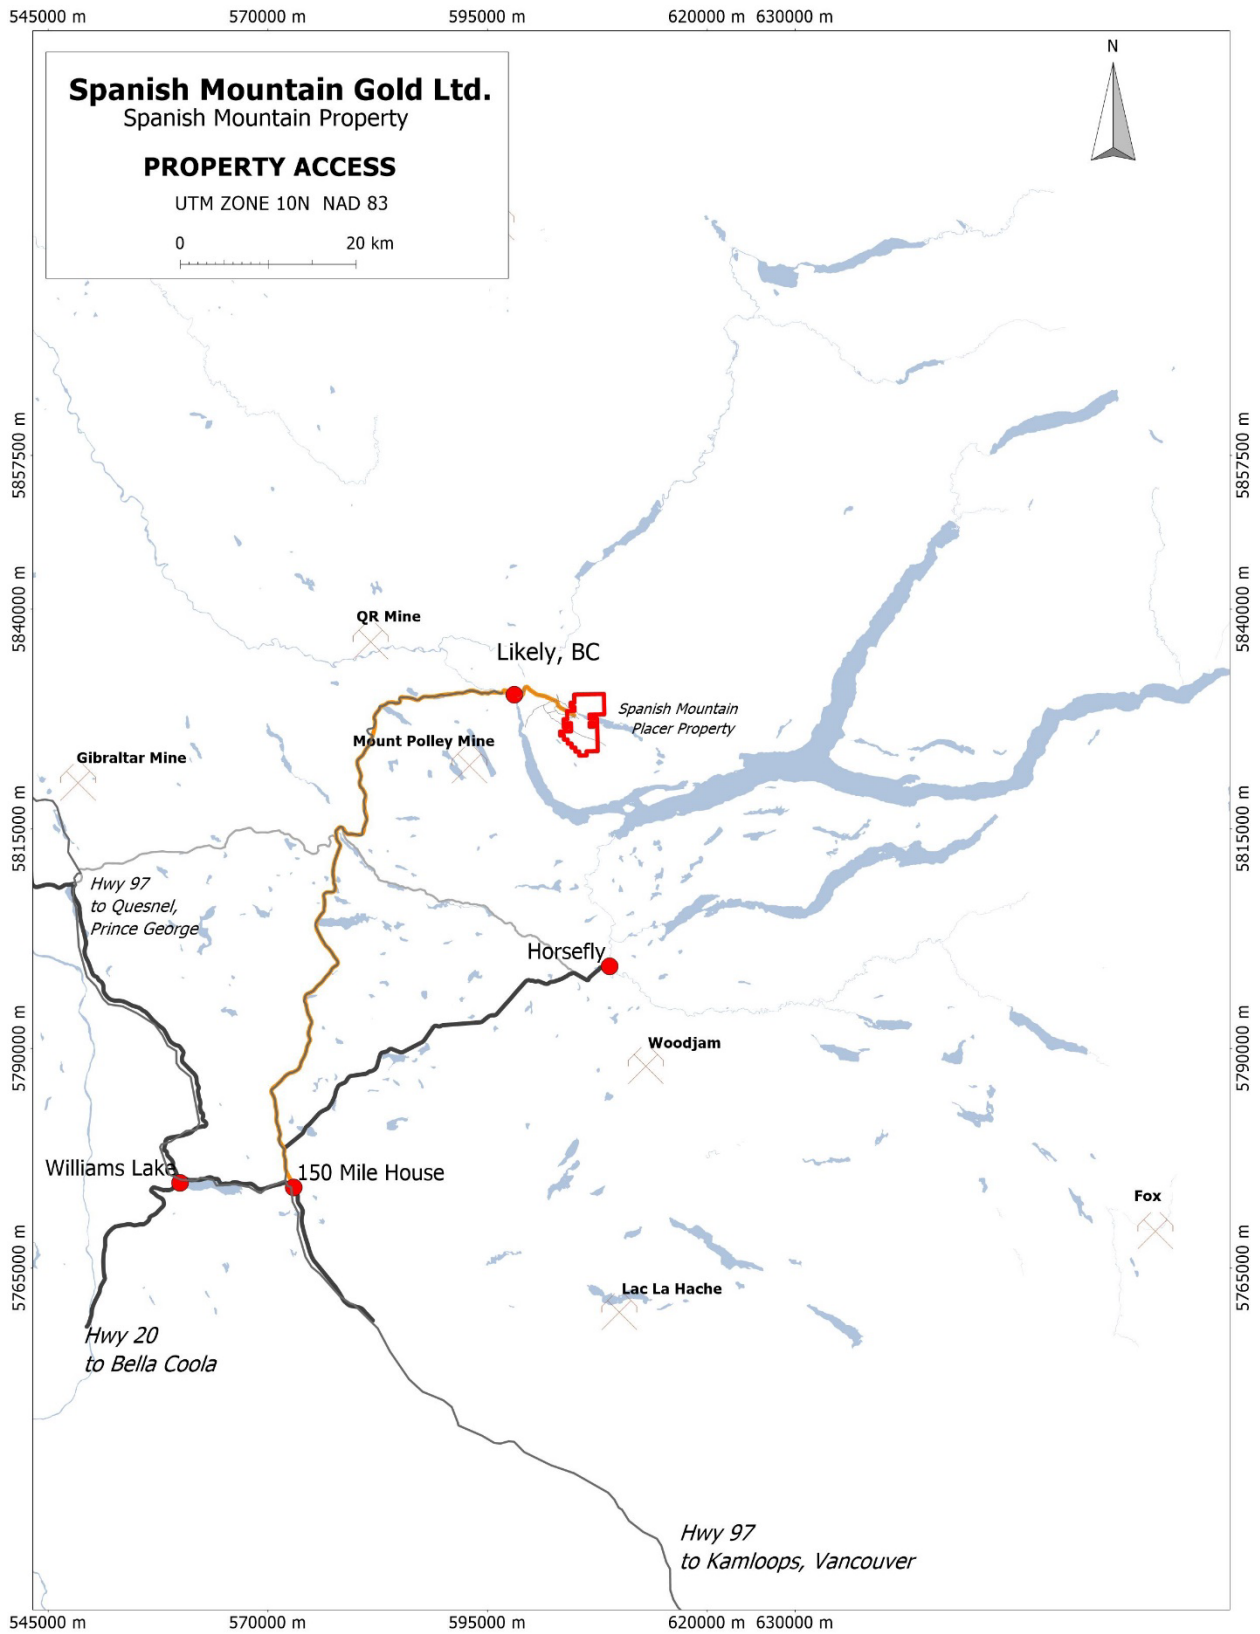 545000 m
570000 m
595000 m
620000 m
630000 m
Spanish Mountain Gold Ltd.
Spanish Mountain Property
PROPERTY ACCESS
UTM ZONE 10N NAD 83
0
20 km
N
5857500 m
5857500 m
5840000 m
5840000 m
QR Mine
Likely, BC
Spanish Mountain
Placer Property
Mount Polley Mine
Gibraltar Mine
5815000 m
5815000 m
Hwy 97
to Quesnel,
Prince George
Horsefly
Woodjam
5790000 m
5790000 m
Williams Lake
150 Mile House
Fox
5765000 m
5765000 m
Lac La Hache
Hwy 20
to Bella Coola
Hwy 97
to Kamloops, Vancouver
545000 m
570000 m
595000 m
620000 m
630000 m